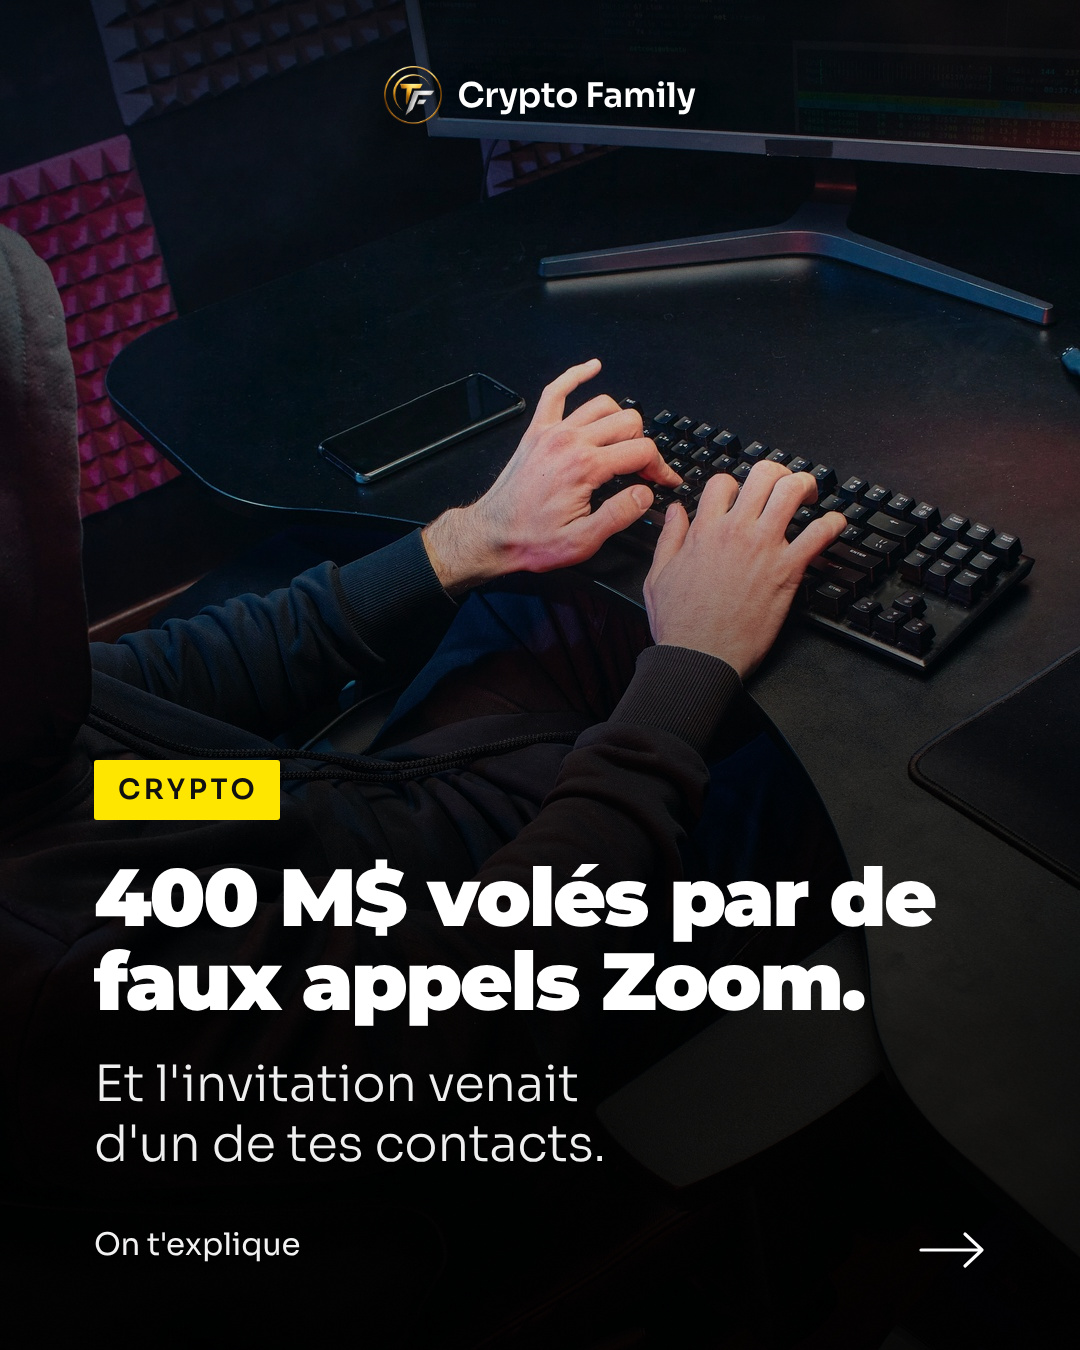 Crypto Family
CRYPTO
400 M$ volés par de
faux appels Zoom.
Et l'invitation venait
d'un de tes contacts.
On t'explique